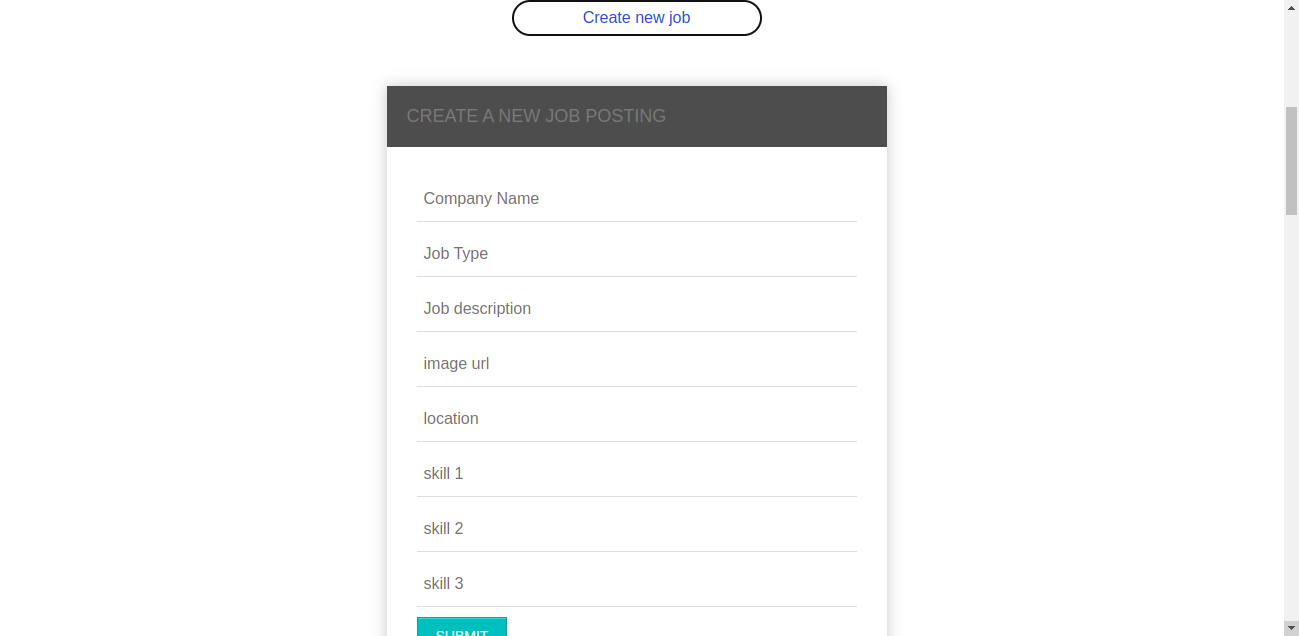 Create new job
CREATE A NEW JOB POSTING
Company Name
Job Type
Job description
image url
location
skill 1
skill 2
skill 3
SUBMIT